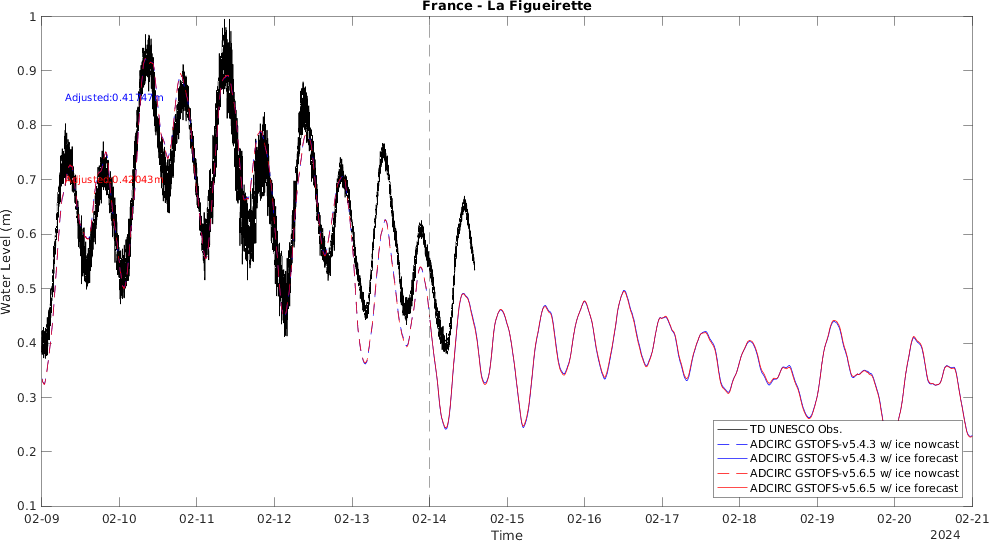 France - La Figueirette
1
0.9
0.8
0.7
0.6
0.5
0.4
0.3
0.2
0.1
Water Level (m)
Adjusted:0.41747m
Adjusted:0.42043m
TD UNESCO Obs.
ADCIRC GSTOFS-v5.4.3 w/ ice nowcast
ADCIRC GSTOFS-v5.4.3 w/ ice forecast
ADCIRC GSTOFS-v5.6.5 w/ ice nowcast
ADCIRC GSTOFS-v5.6.5 w/ ice forecast
02-09 02-10 02-11 02-12 02-13 02-14 02-15 02-16 02-17 02-18 02-19 02-20 02-21
Time
2024